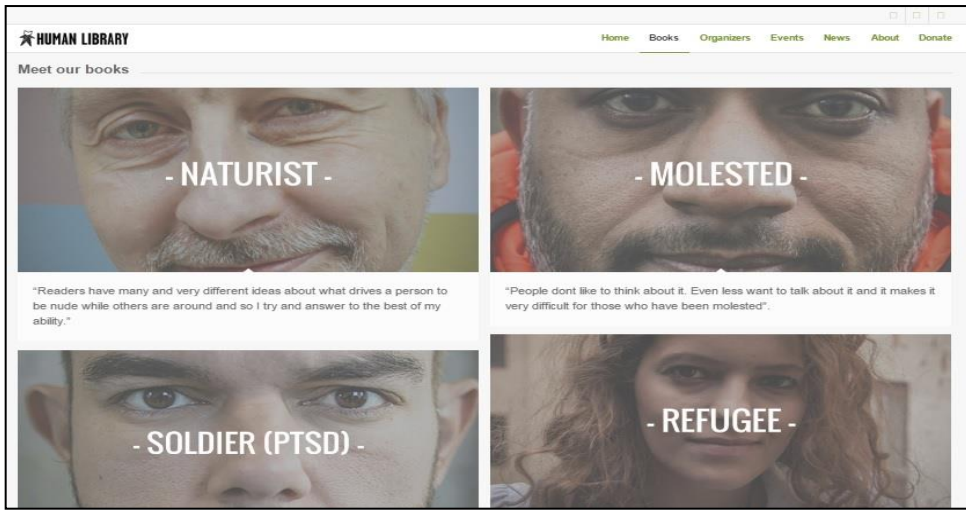 HUMAN LIBRARY
Home Books Organizers Events News About Donate
Meet our books
- NATURIST -
"Readers have many and very different ideas about what drives a person to
be nude while others are around and so I try and answer to the best of my
ability."
- MOLESTED -
"People dont like to think about it. Even less want to talk about it and it makes it
very difficult for those who have been molested".
- SOLDIER (PTSD) -
- REFUGEE -